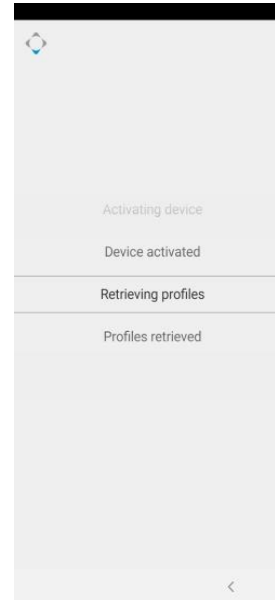 Activating device
Device activated
Retrieving profiles
Profiles retrieved